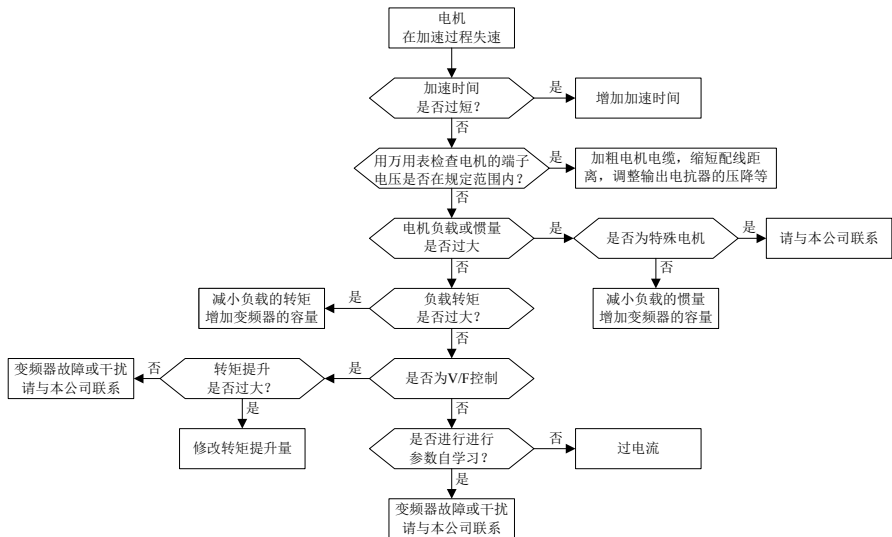 电机
在加速过程失速
加速时间
是否过短?
是
增加加速时间
否
用万用表检查电机的端子
电压是否在规定范围内?
是
加粗电机电缆，缩短配线距
离，调整输出电抗器的压降等
否
电机负载或惯量
是否过大
是
是否为特殊电机
是
请与本公司联系
否
否
减小负载的惯量
增加变频器的容量
负载转矩
是否过大?
是
减小负载的转矩
增加变频器的容量
否
是否为V/F控制
是
转矩提升
是否过大?
否
变频器故障或干扰
请与本公司联系
是
修改转矩提升量
否
是否进行进行
参数自学习?
否
过电流
是
变频器故障或干扰
请与本公司联系